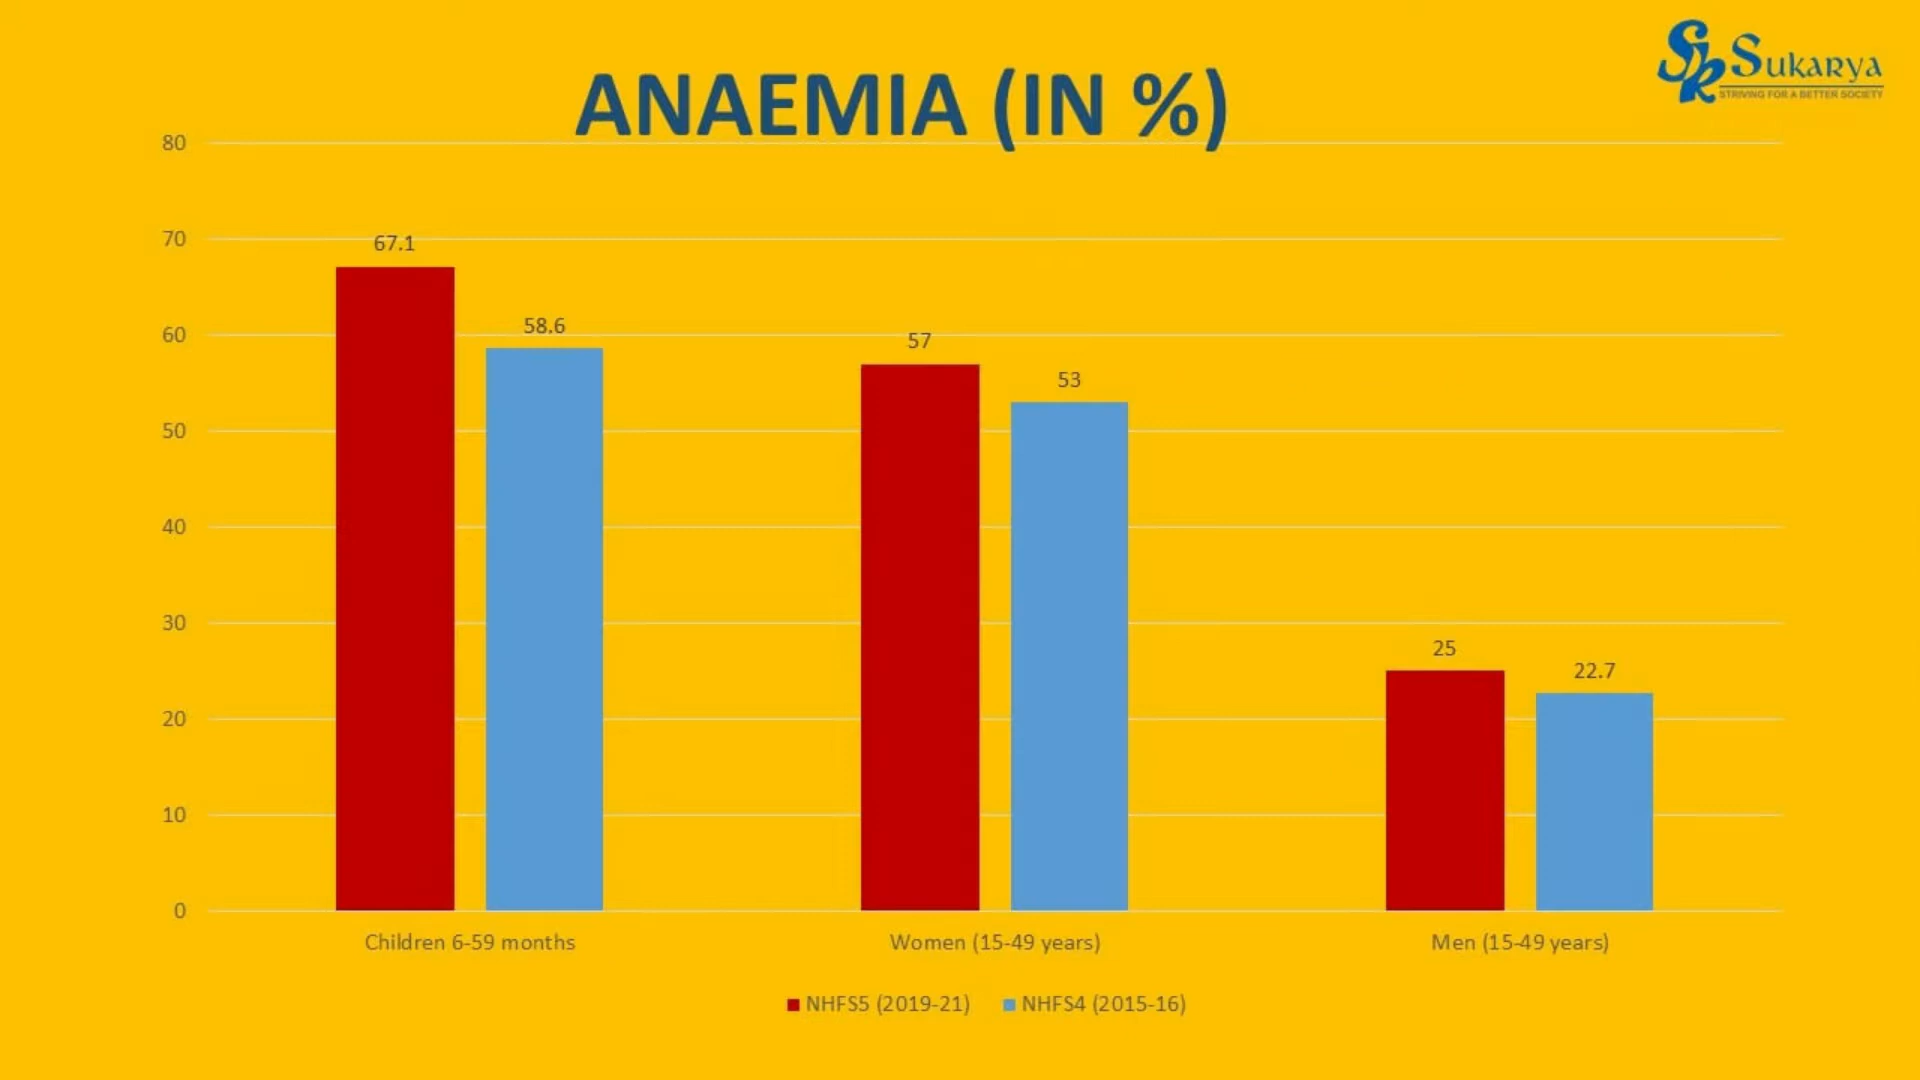 SUKARYA
STRIVING FOR A BETTER SOCIETY
ANAEMIA (IN %)
80
70
60
50
40
30
20
10
0
67.1
58.6
57
53
25
22.7
Children 6-59 months
Women (15-49 years)
Men (15-49 years)
NHFS5 (2019-21)
NHFS4 (2015-16)